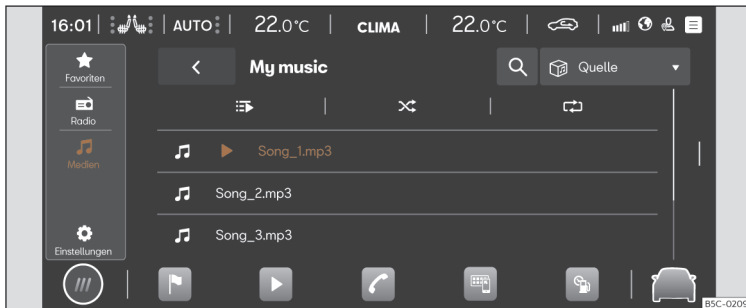 16:01 AUTO 22.0°C CLIMA 22.0°C
Favoriten
My music
Quelle
Radio
Medien
Song_1.mp3
Song_2.mp3
Song_3.mp3
Einstellungen
B5C-0209